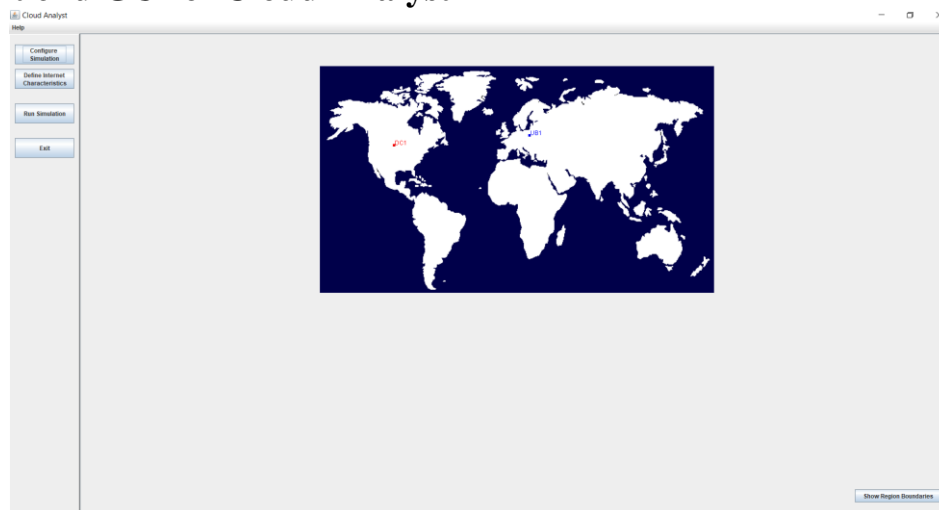 Cloud Analyst
Help
Configure
Simulation
Define Internet
Characteristics
Run Simulation
Exit
DC1
UB1
Show Region Boundaries